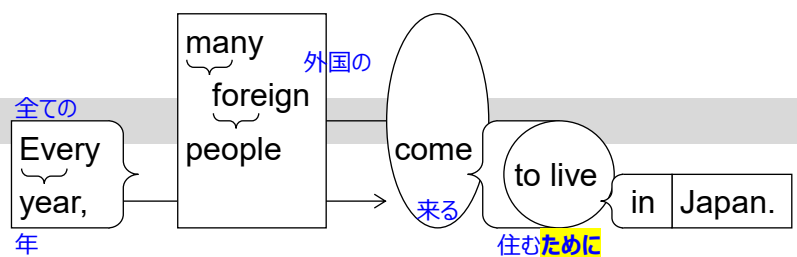 全ての
Every
year,
年
many
外国の
foreign
people
come
来る
to live
住むために
in
Japan.